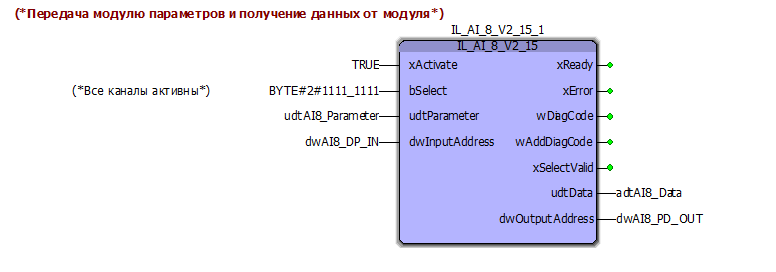 (*Передача модулю параметров и получение данных от модуля*)
IL_AI_8_V2_15_1
IL_AI_8_V2_15
TRUE xActivate xReady
(*Все каналы активны*) BYTE#2#1111_1111 bSelect xError
udtAI8_Parameter udtParameter wDiagCode
dwAI8_DP_IN dwInputAddress wAddDiagCode
xSelectValid
udtData adtAI8_Data
dwOutputAddress dwAI8_PD_OUT